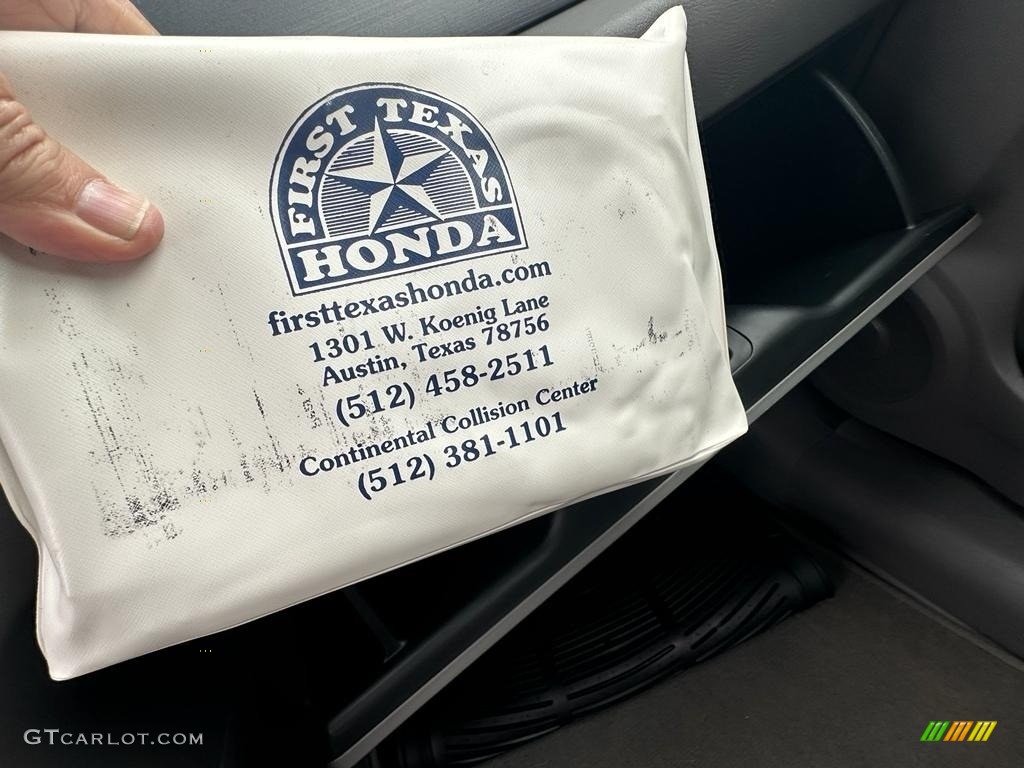 FIRST TEXAS
HONDA
firsttexashonda.com
1301 W. Koenig Lane
Austin, Texas 78756
(512) 458-2511
Continental Collision Center
(512) 381-1101
GTCARLOT.COM